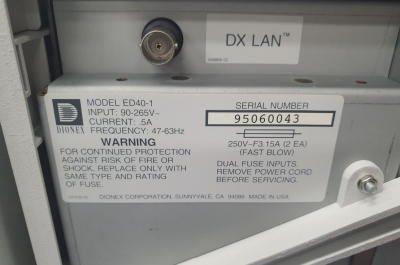 DX LAN™
DIONEX
MODEL ED40-1
INPUT: 90-265V~
CURRENT: .5A
FREQUENCY: 47-63Hz
WARNING
FOR CONTINUED PROTECTION
AGAINST RISK OF FIRE OR
SHOCK, REPLACE ONLY WITH
SAME TYPE AND RATING
OF FUSE.
SERIAL NUMBER
95060043
250V~F3.15A (2 EA)
(FAST BLOW)
DUAL FUSE INPUTS.
REMOVE POWER CORD
BEFORE SERVICING.
DIONEX CORPORATION, SUNNYVALE, CA 94086 MADE IN USA